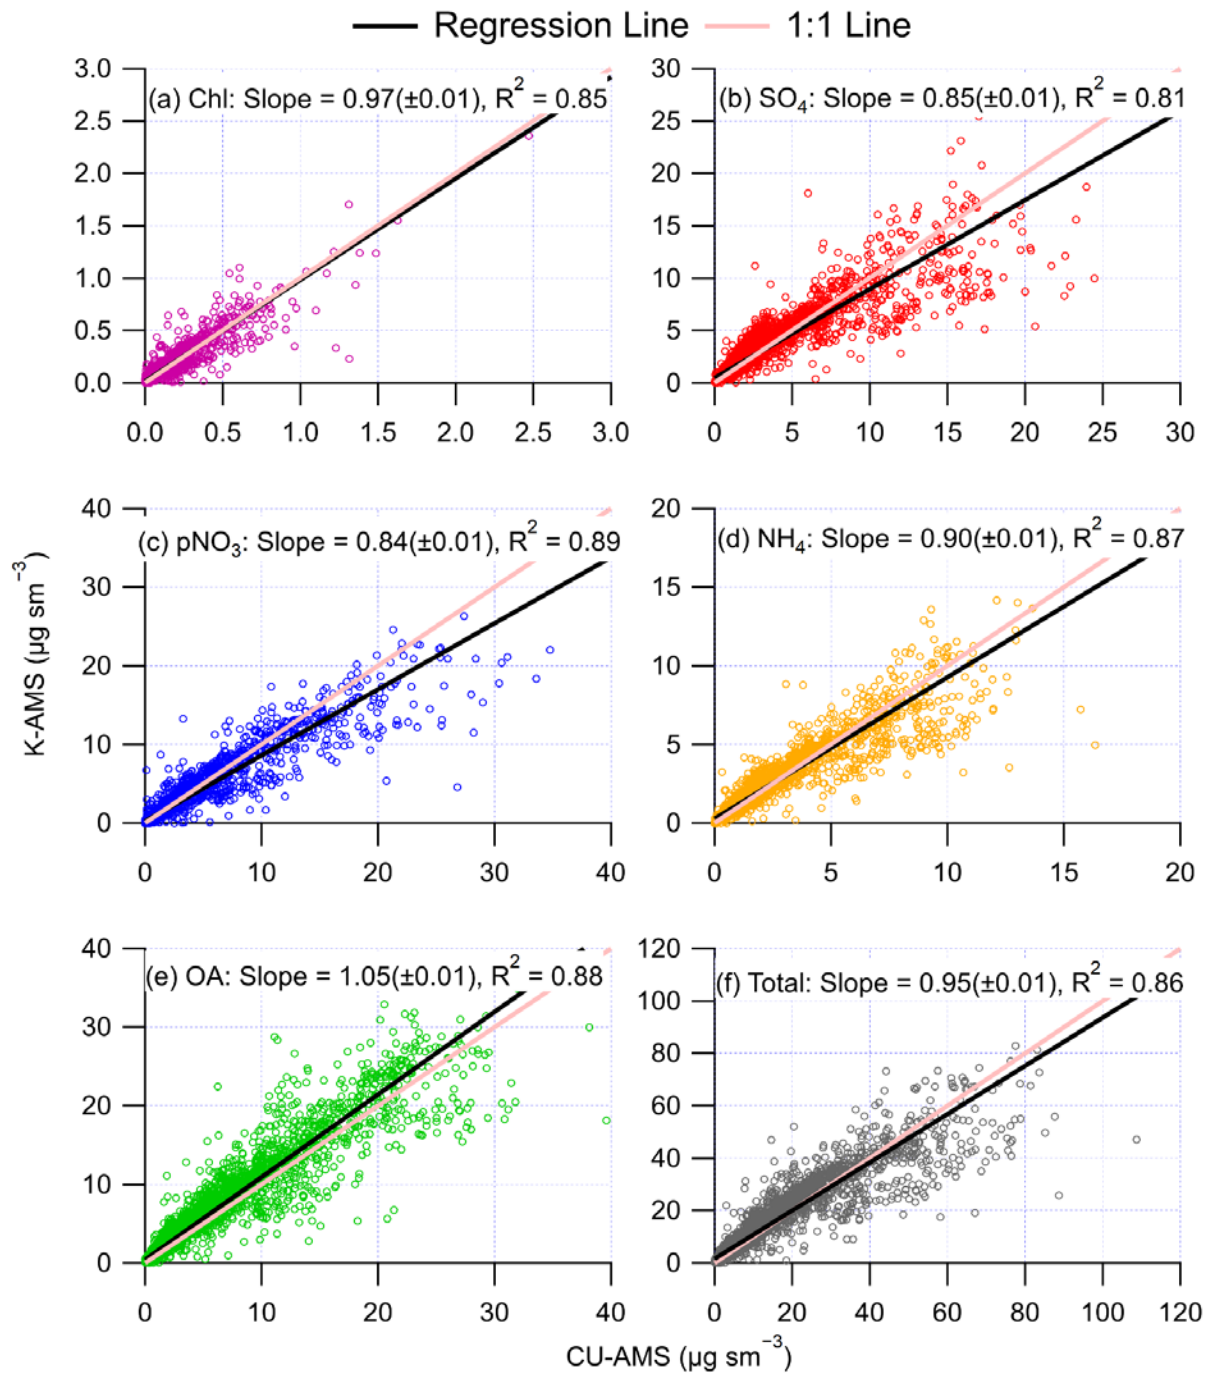 Regression Line 1:1 Line
(a) Chl: Slope = 0.97(±0.01), R² = 0.85
3.0
2.5
2.0
1.5
1.0
0.5
0.0
0.0 0.5 1.0 1.5 2.0 2.5 3.0
(b) SO₄: Slope = 0.85(±0.01), R² = 0.81
30
25
20
15
10
5
0
0 5 10 15 20 25 30
(c) pNO₃: Slope = 0.84(±0.01), R² = 0.89
40
30
20
10
0
0 10 20 30 40
(d) NH₄: Slope = 0.90(±0.01), R² = 0.87
20
15
10
5
0
0 5 10 15 20
(e) OA: Slope = 1.05(±0.01), R² = 0.88
40
30
20
10
0
0 10 20 30 40
(f) Total: Slope = 0.95(±0.01), R² = 0.86
120
100
80
60
40
20
0
0 20 40 60 80 100 120
K-AMS (µg sm⁻³)
CU-AMS (µg sm⁻³)